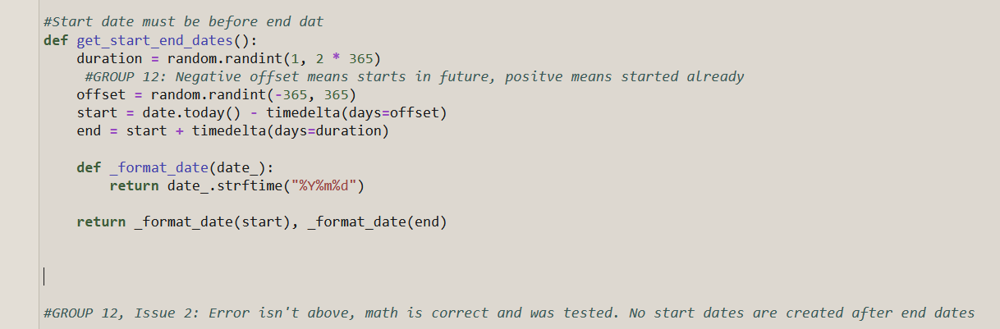 #Start date must be before end dat
def get_start_end_dates():
    duration = random.randint(1, 2 * 365)
     #GROUP 12: Negative offset means starts in future, positve means started already
    offset = random.randint(-365, 365)
    start = date.today() - timedelta(days=offset)
    end = start + timedelta(days=duration)
    def _format_date(date_):
        return date_.strftime("%Y%m%d")
    return _format_date(start), _format_date(end)
#GROUP 12, Issue 2: Error isn't above, math is correct and was tested. No start dates are created after end dates